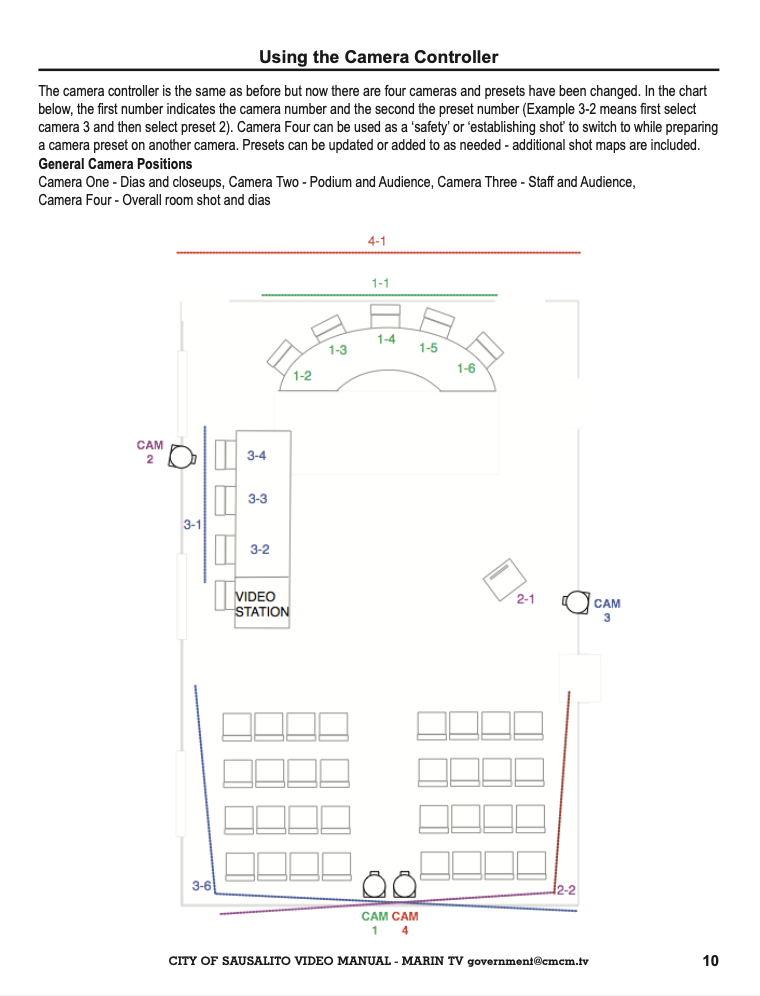 Using the Camera Controller
The camera controller is the same as before but now there are four cameras and presets have been changed. In the chart
below, the first number indicates the camera number and the second the preset number (Example 3-2 means first select
camera 3 and then select preset 2). Camera Four can be used as a ‘safety’ or ‘establishing shot’ to switch to while preparing
a camera preset on another camera. Presets can be updated or added to as needed - additional shot maps are included.
General Camera Positions
Camera One - Dias and closeups, Camera Two - Podium and Audience, Camera Three - Staff and Audience,
Camera Four - Overall room shot and dias
4-1
1-1
1-4
1-3
1-5
1-6
1-2
CAM
2
3-4
3-3
3-1
3-2
VIDEO
STATION
2-1
CAM
3
3-6
2-2
CAM CAM
1 4
CITY OF SAUSALITO VIDEO MANUAL - MARIN TV government@cmcm.tv
10